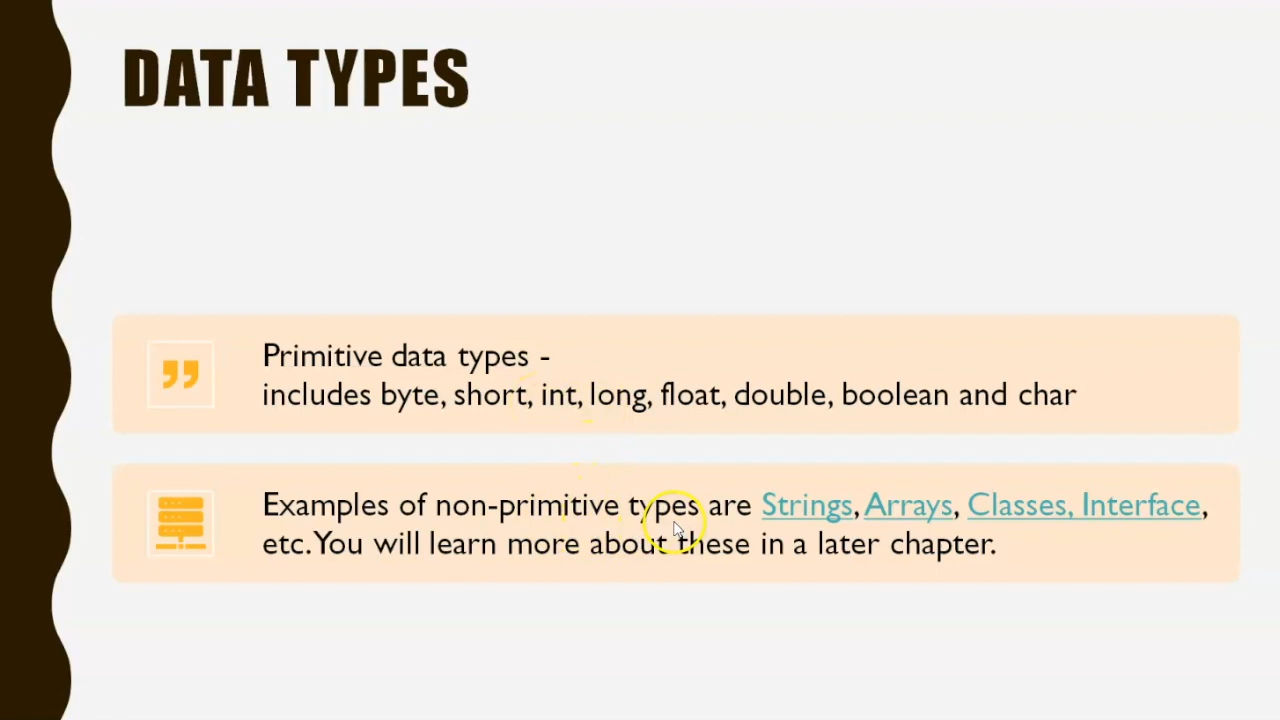 DATA TYPES
Primitive data types -
includes byte, short, int, long, float, double, boolean and char
Examples of non-primitive types are Strings, Arrays, Classes, Interface,
etc. You will learn more about these in a later chapter.